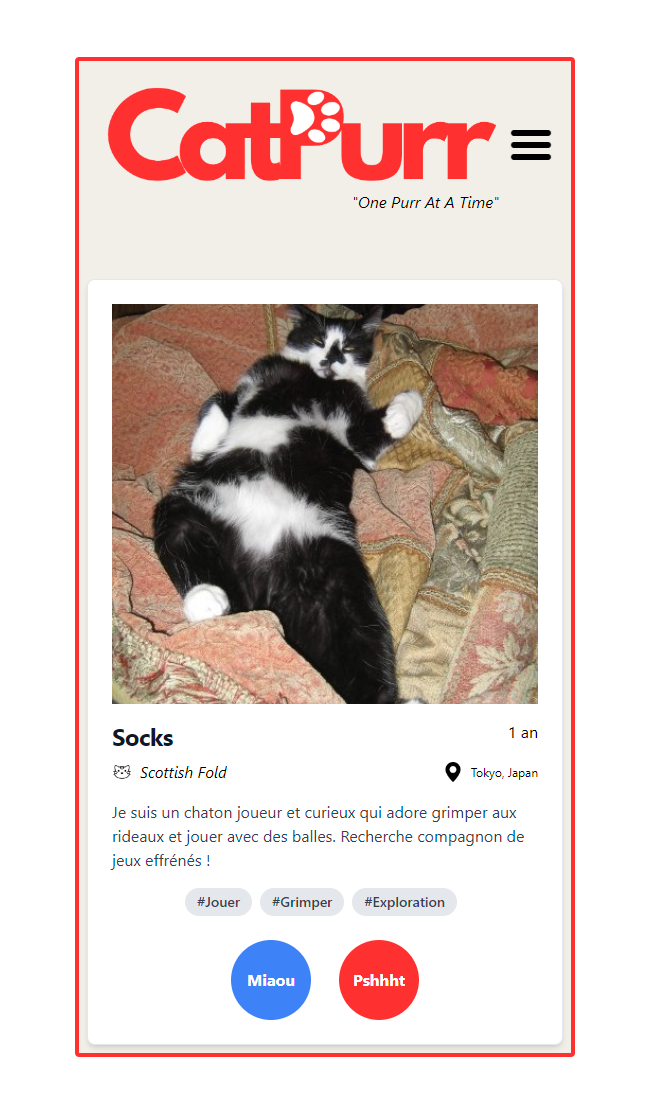 CatPurr
"One Purr At A Time"
Socks
1 an
Scottish Fold
Tokyo, Japan
Je suis un chaton joueur et curieux qui adore grimper aux
rideaux et jouer avec des balles. Recherche compagnon de
jeux effrénés !
#Jouer #Grimper #Exploration
Miaou Pshhht